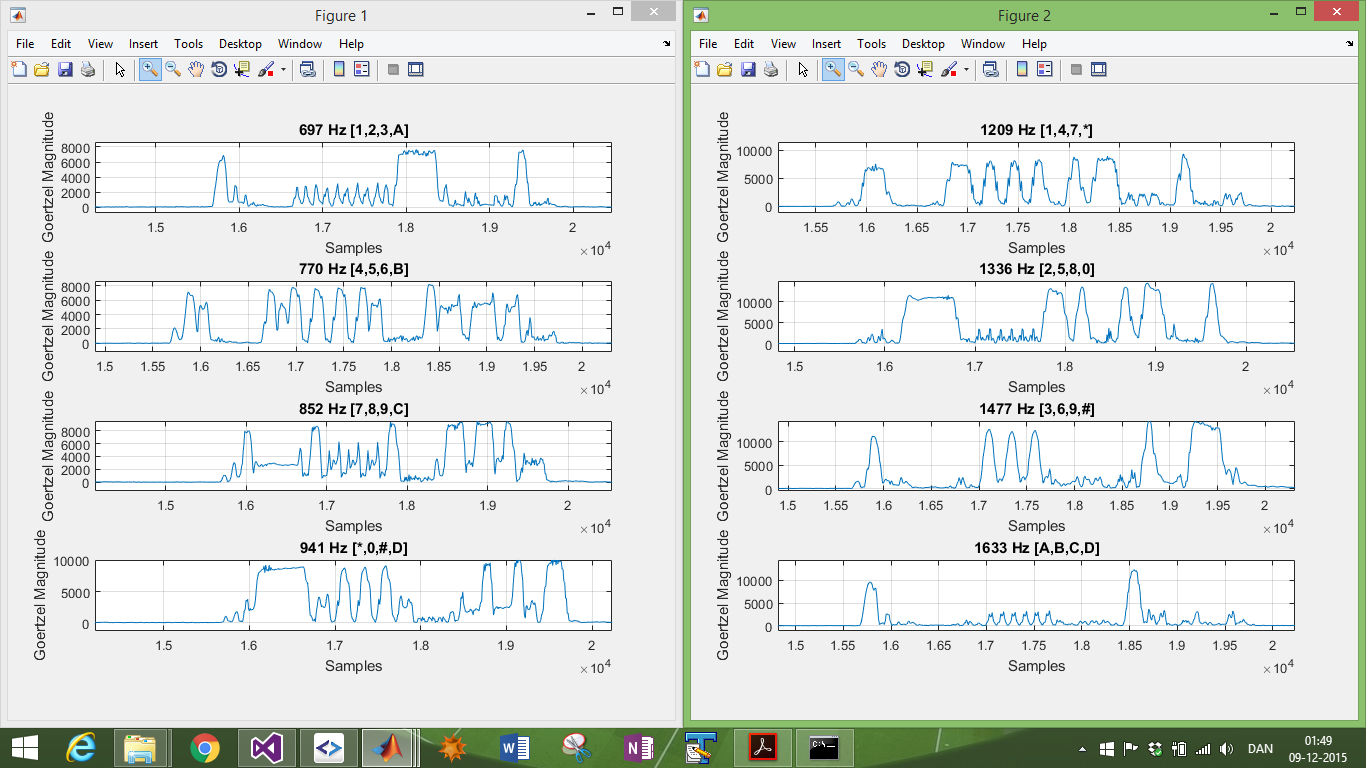 Figure 1
File Edit View Insert Tools Desktop Window Help
697 Hz [1,2,3,A]
Goertzel Magnitude
8000
6000
4000
2000
0
1.5 1.6 1.7 1.8 1.9 2
Samples
×10^4
770 Hz [4,5,6,B]
Goertzel Magnitude
8000
6000
4000
2000
0
1.5 1.55 1.6 1.65 1.7 1.75 1.8 1.85 1.9 1.95 2
Samples
×10^4
852 Hz [7,8,9,C]
Goertzel Magnitude
8000
6000
4000
2000
0
1.5 1.6 1.7 1.8 1.9 2
Samples
×10^4
941 Hz [*,0,#,D]
Goertzel Magnitude
10000
5000
0
1.5 1.6 1.7 1.8 1.9 2
Samples
×10^4
Figure 2
File Edit View Insert Tools Desktop Window Help
1209 Hz [1,4,7,*]
Goertzel Magnitude
10000
5000
0
1.55 1.6 1.65 1.7 1.75 1.8 1.85 1.9 1.95 2
Samples
×10^4
1336 Hz [2,5,8,0]
Goertzel Magnitude
10000
5000
0
1.5 1.6 1.7 1.8 1.9 2
Samples
×10^4
1477 Hz [3,6,9,#]
Goertzel Magnitude
10000
5000
0
1.5 1.55 1.6 1.65 1.7 1.75 1.8 1.85 1.9 1.95 2
Samples
×10^4
1633 Hz [A,B,C,D]
Goertzel Magnitude
10000
5000
0
1.5 1.55 1.6 1.65 1.7 1.75 1.8 1.85 1.9 1.95 2
Samples
×10^4
DAN
01:49
09-12-2015